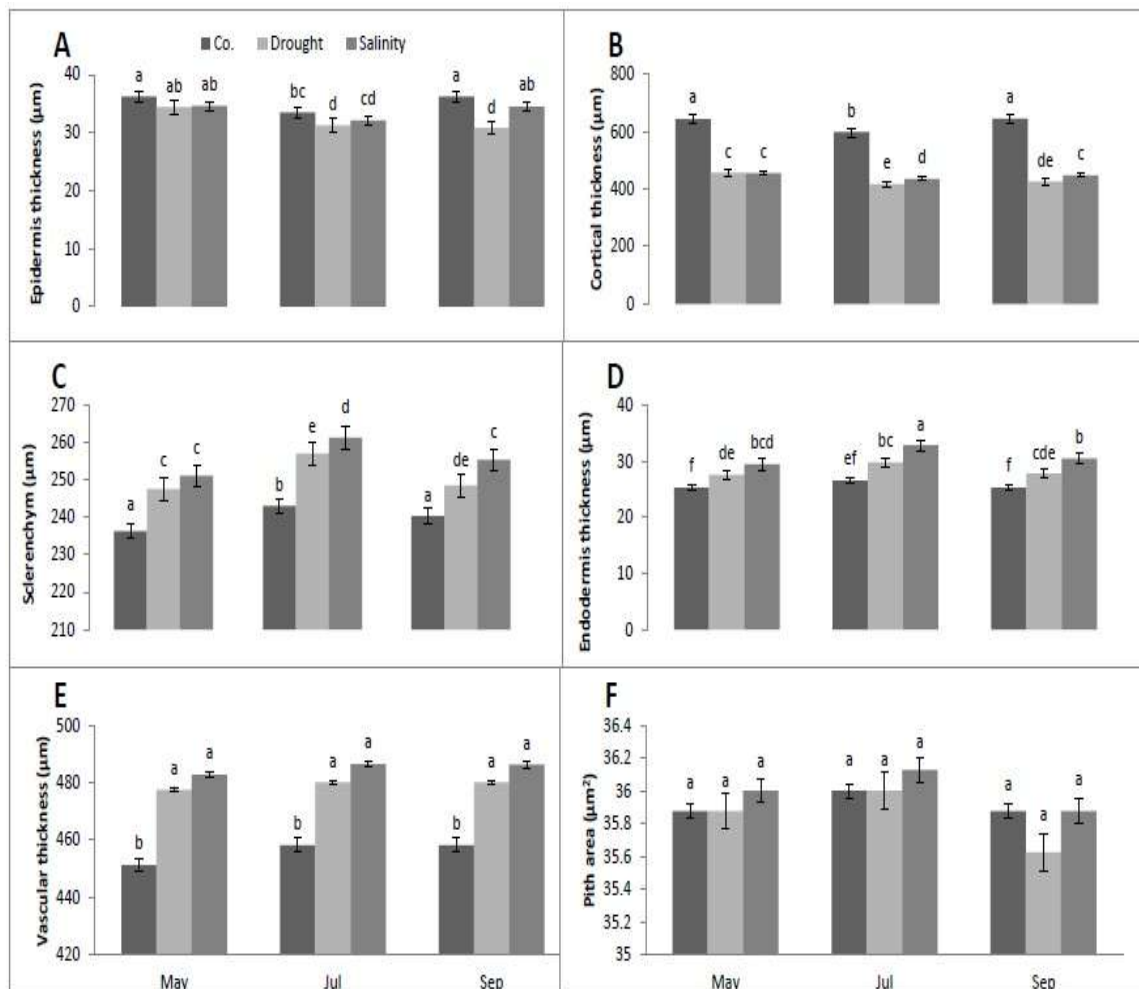 A
Co. Drought Salinity
Epidermis thickness (µm)
40
30
20
10
0
a ab ab
bc d cd
a d ab
B
Cortical thickness (µm)
800
600
400
200
0
a c c
b e d
a de c
C
Sclerenchym (µm)
270
260
250
240
230
220
210
a c c
b e d
a de c
D
Endodermis thickness (µm)
40
30
20
10
0
f de bcd
ef bc a
f cde b
E
Vascular thickness (µm)
500
480
460
440
420
b a a
b a a
b a a
May Jul Sep
F
Pith area (µm²)
36.4
36.2
36
35.8
35.6
35.4
35.2
35
a a a
a a a
a a a
May Jul Sep